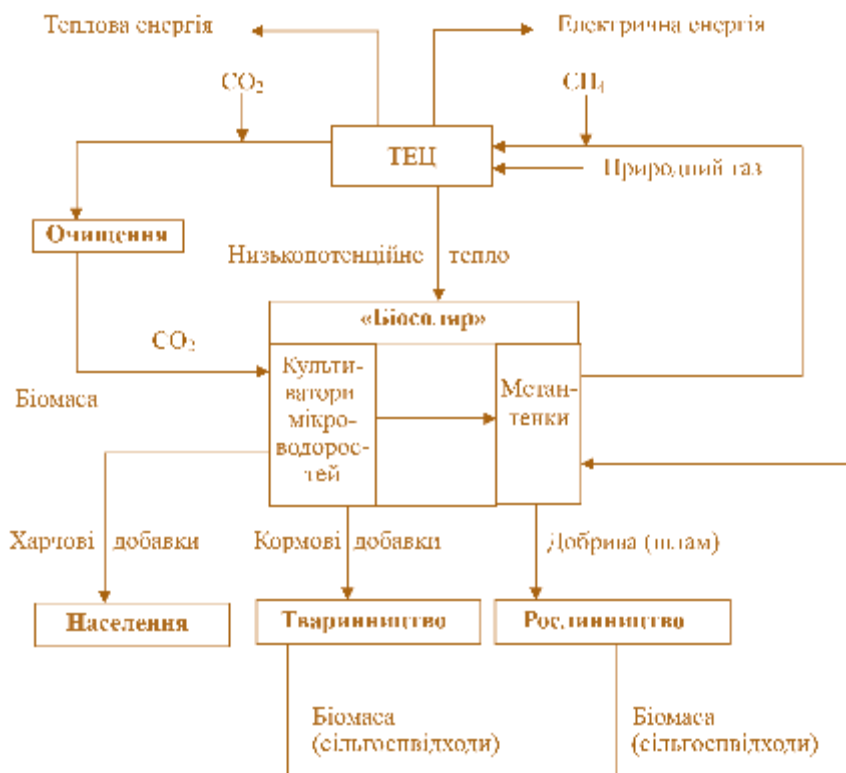 Теплова енергія
Електрична енергія
CO₂
CH₄
ТЕЦ
Природний газ
Очищення
Низькопотенційне тепло
«Біосоляр»
CO₂
Культи-
ватори
мікро-
водорос-
тей
Метан-
тенки
Біомаса
Харчові добавки
Кормові добавки
Добрива (шлам)
Населення
Тваринництво
Рослинництво
Біомаса
(сільгоспвідходи)
Біомаса
(сільгоспвідходи)